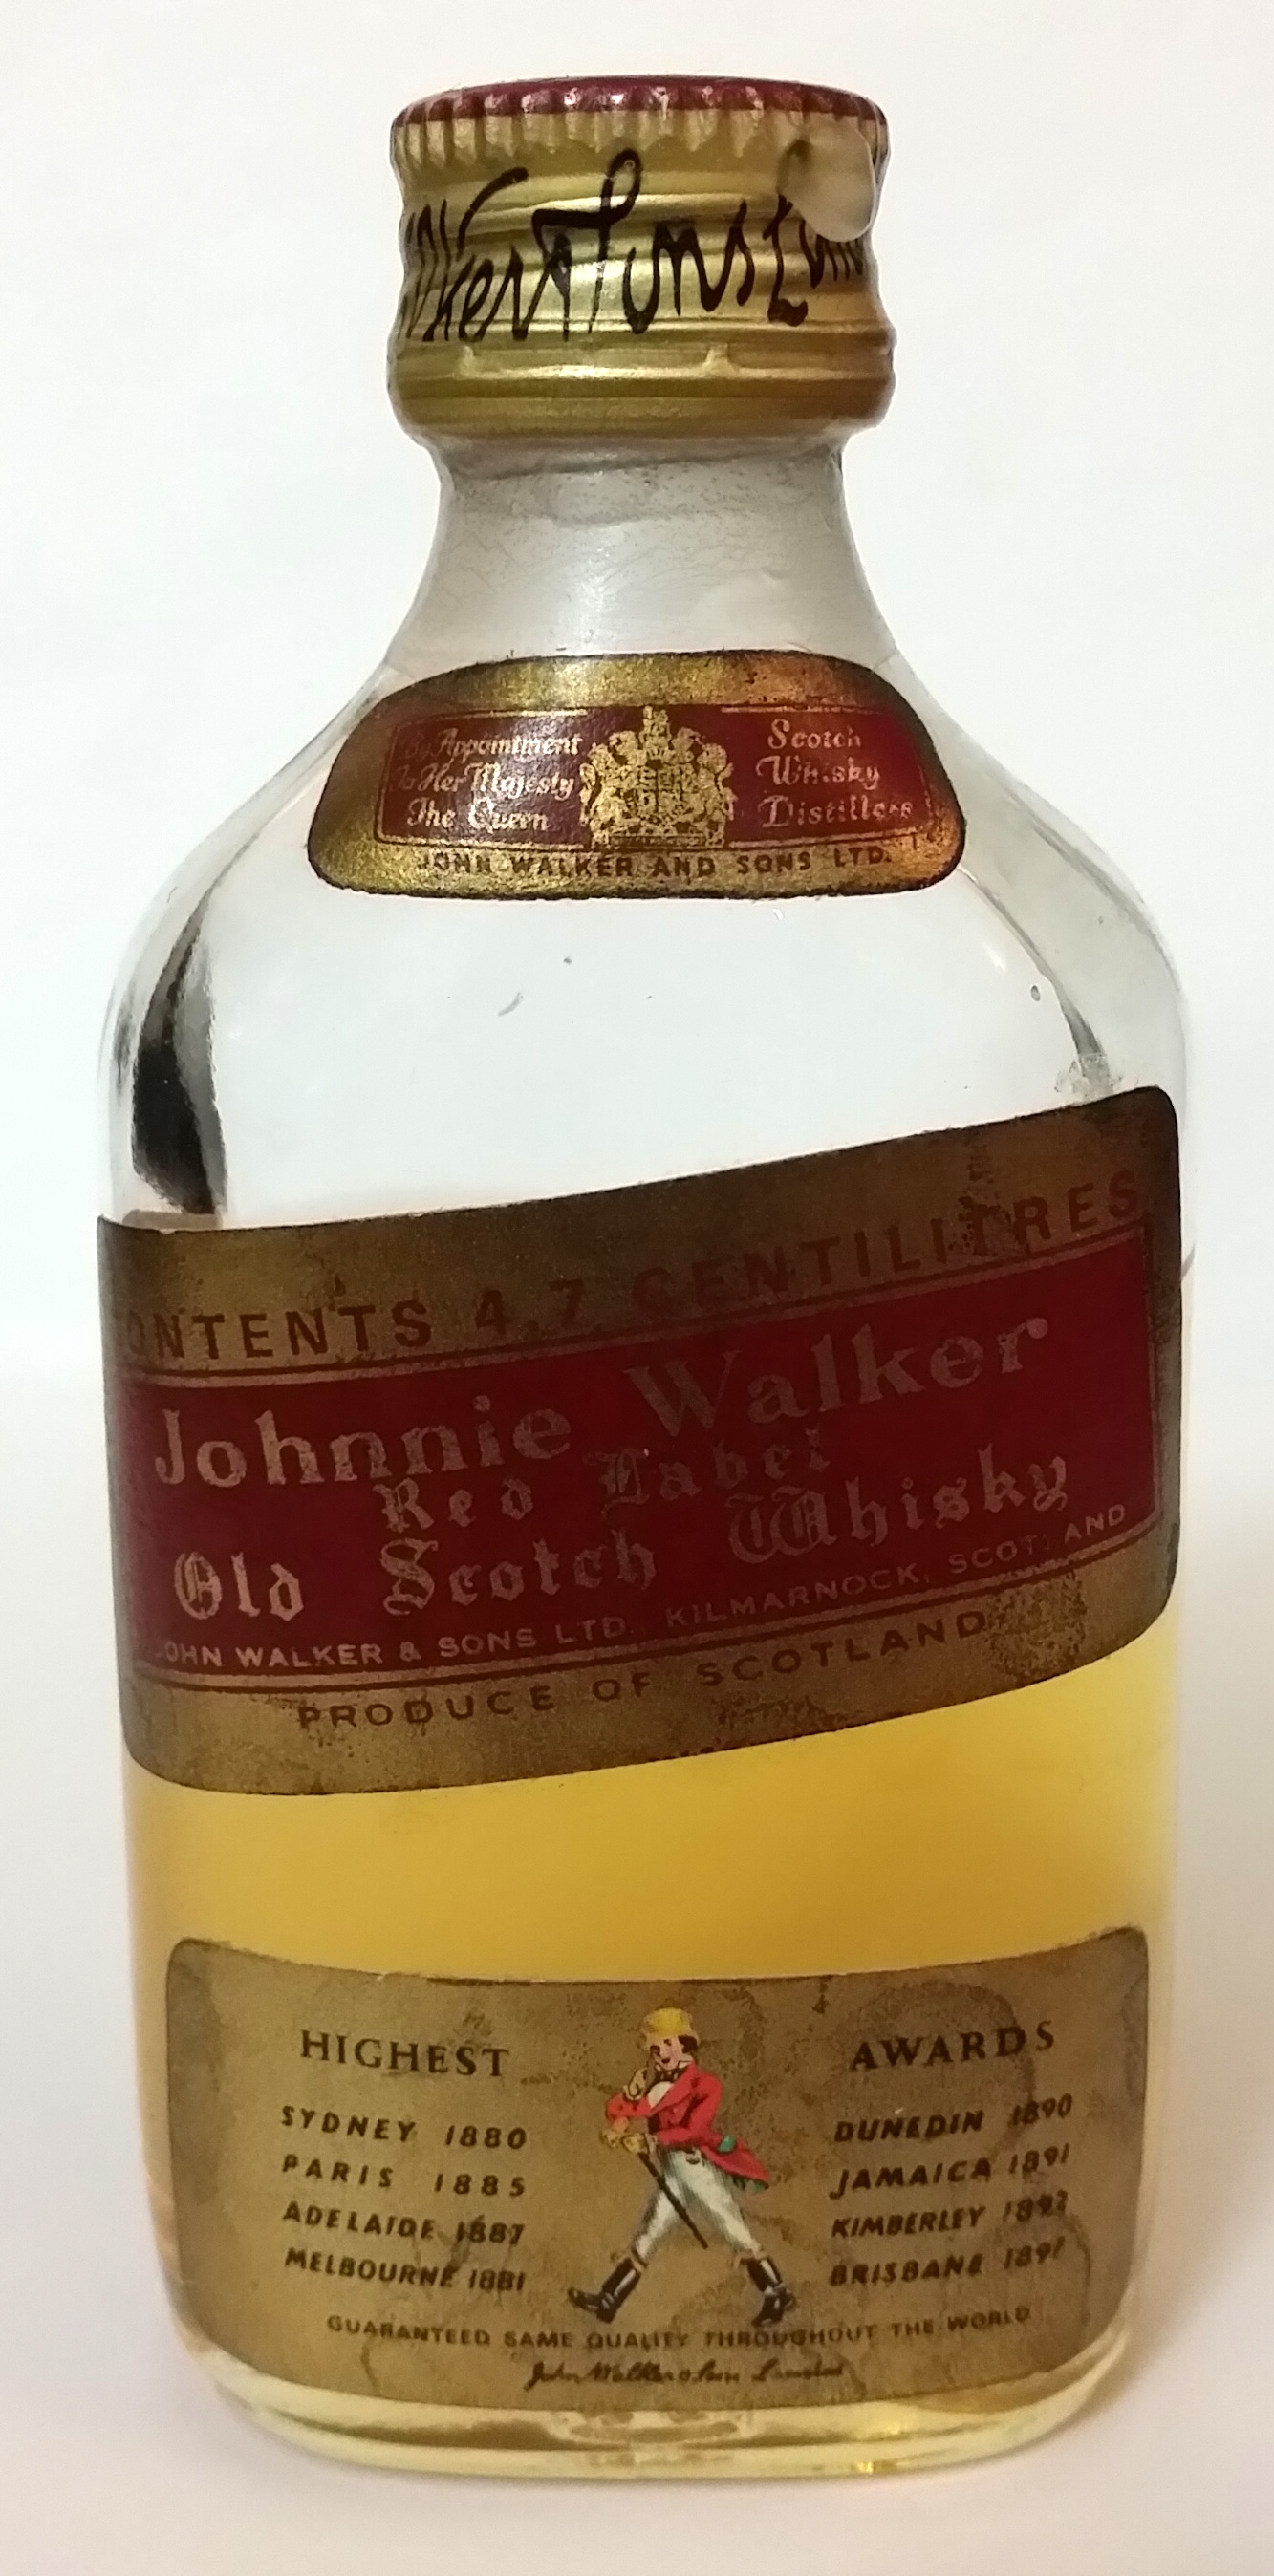 By Appointment
To Her Majesty
The Queen
Scotch
Whisky
Distillers
JOHN WALKER AND SONS LTD.
CONTENTS 4.7 CENTILITRES
Johnnie Walker
Red Label
Old Scotch Whisky
JOHN WALKER & SONS LTD. KILMARNOCK, SCOTLAND
PRODUCE OF SCOTLAND
HIGHEST AWARDS
SYDNEY 1880
PARIS 1885
ADELAIDE 1887
MELBOURNE 1881
DUNEDIN 1890
JAMAICA 1891
KIMBERLEY 1892
BRISBANE 1897
GUARANTEED SAME QUALITY THROUGHOUT THE WORLD
John Walker & Sons Limited